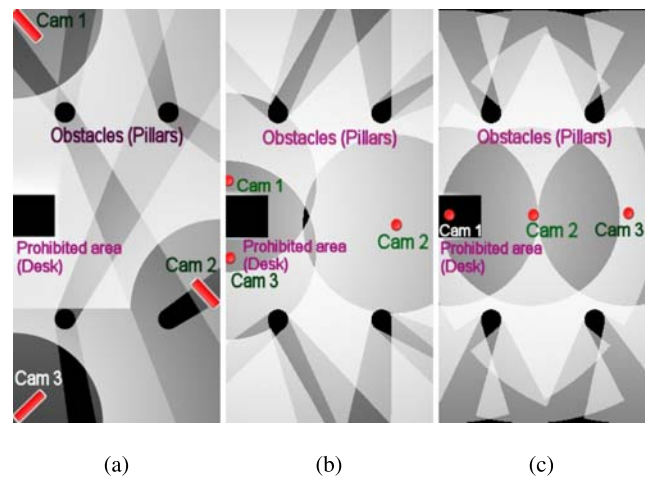 Cam 1
Obstacles (Pillars)
Prohibited area
(Desk)
Cam 2
Cam 3
Obstacles (Pillars)
Cam 1
Cam 2
Prohibited area
(Desk)
Cam 3
Obstacles (Pillars)
Cam 1
Cam 2
Cam 3
Prohibited area
(Desk)
(a)
(b)
(c)